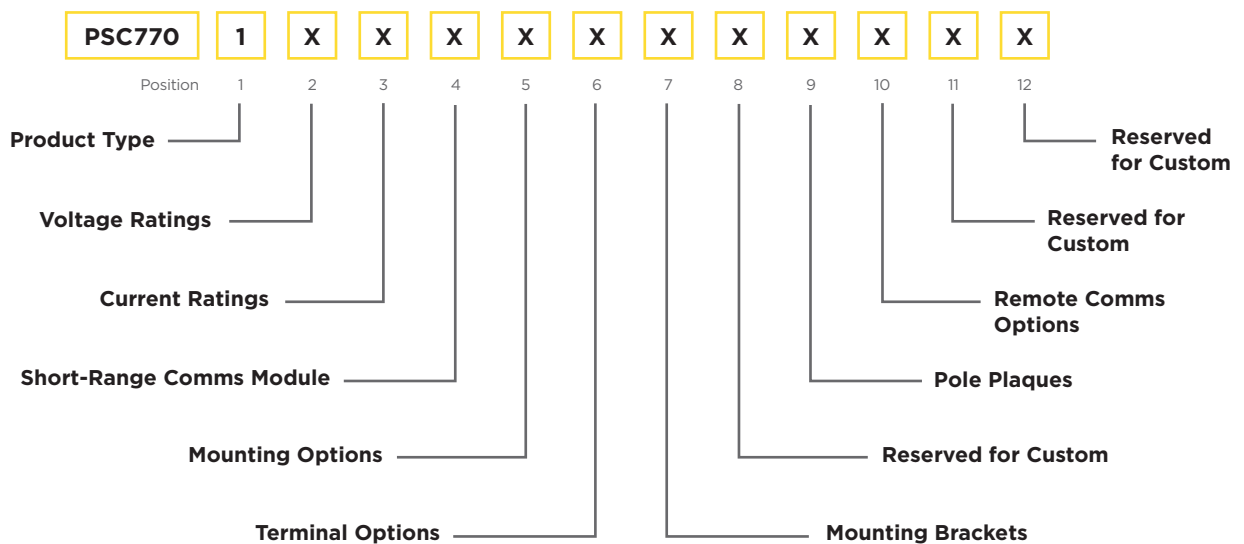 PSC770 1 X X X X X X X X X X X
Position 1 2 3 4 5 6 7 8 9 10 11 12
Product Type
Reserved
for Custom
Voltage Ratings
Reserved for
Custom
Current Ratings
Remote Comms
Options
Short-Range Comms Module
Pole Plaques
Mounting Options
Reserved for Custom
Terminal Options
Mounting Brackets